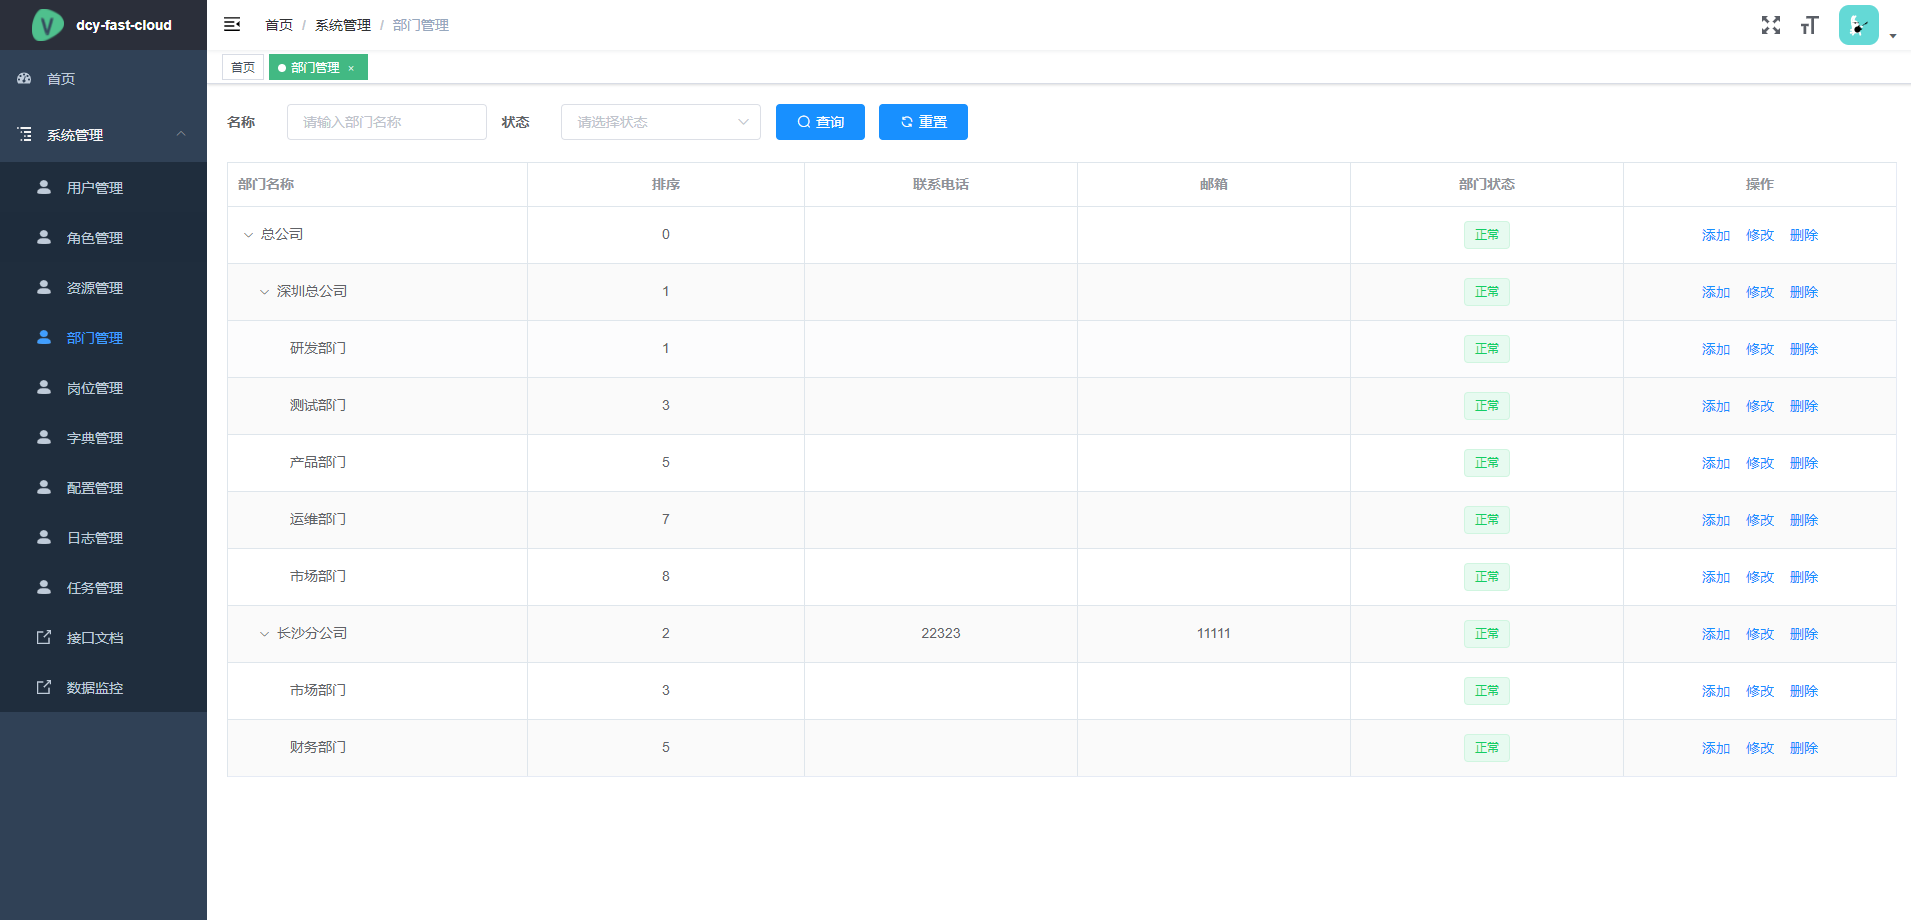 dcy-fast-cloud
首页 / 系统管理 / 部门管理
首页 部门管理 ×
首页
系统管理
用户管理
角色管理
资源管理
部门管理
岗位管理
字典管理
配置管理
日志管理
任务管理
接口文档
数据监控
名称 请输入部门名称 状态 请选择状态 查询 重置
部门名称 排序 联系电话 邮箱 部门状态 操作
总公司 0 正常 添加 修改 删除
深圳总公司 1 正常 添加 修改 删除
研发部门 1 正常 添加 修改 删除
测试部门 3 正常 添加 修改 删除
产品部门 5 正常 添加 修改 删除
运维部门 7 正常 添加 修改 删除
市场部门 8 正常 添加 修改 删除
长沙分公司 2 22323 11111 正常 添加 修改 删除
市场部门 3 正常 添加 修改 删除
财务部门 5 正常 添加 修改 删除